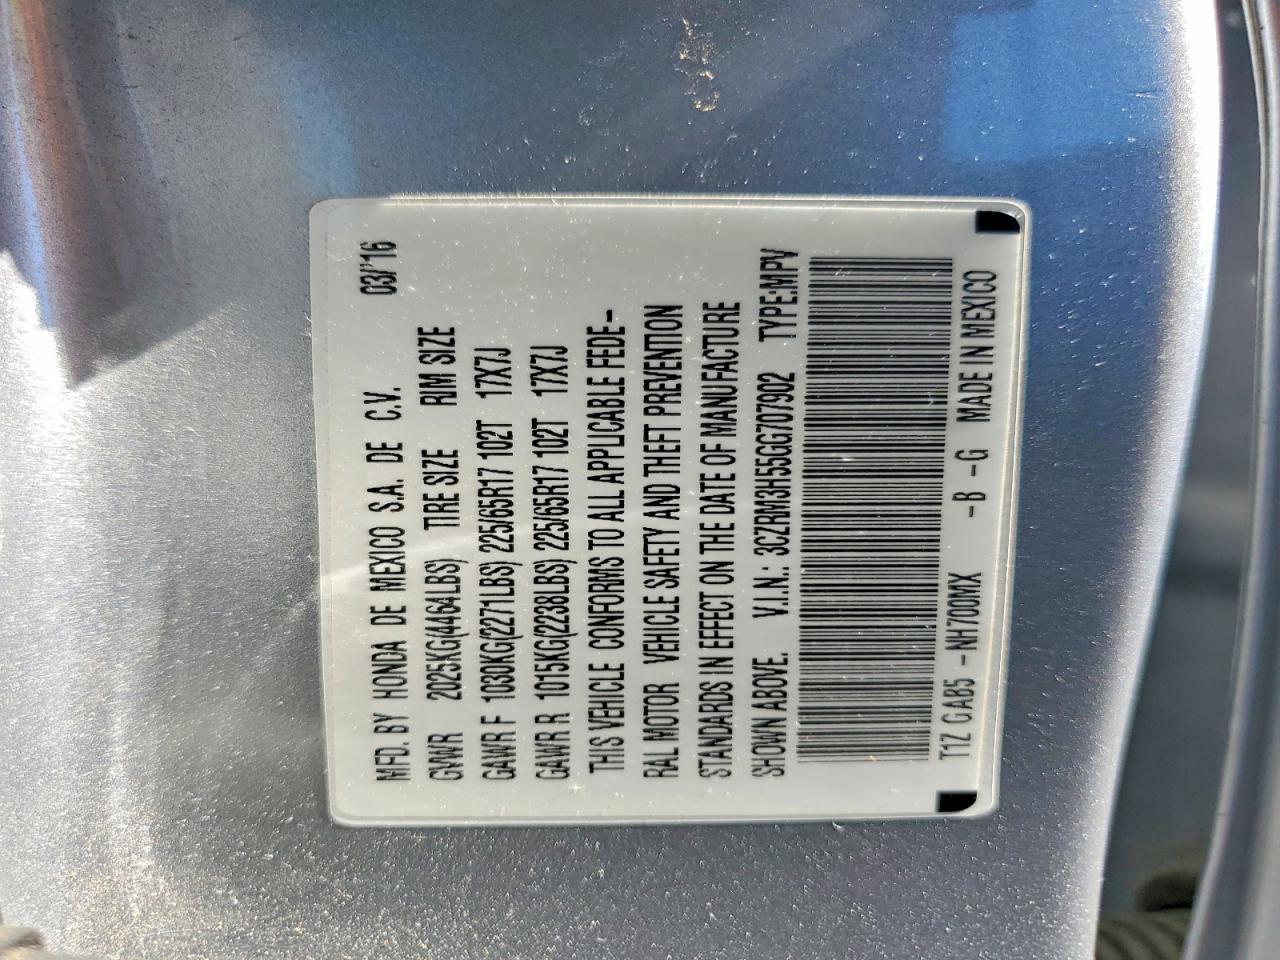 MFD. BY HONDA DE MEXICO S.A. DE C.V. 03/'16
GVWR 2025KG(4464LBS) TIRE SIZE RIM SIZE
GAWR F 1030KG(2271LBS) 225/65R17 102T 17X7J
GAWR R 1015KG(2238LBS) 225/65R17 102T 17X7J
THIS VEHICLE CONFORMS TO ALL APPLICABLE FEDE-
RAL MOTOR VEHICLE SAFETY AND THEFT PREVENTION
STANDARDS IN EFFECT ON THE DATE OF MANUFACTURE
SHOWN ABOVE. V.I.N.: 3CZRM3H55GG707902 TYPE:MPV
T1Z GAB5 -NH700MX -B -G MADE IN MEXICO